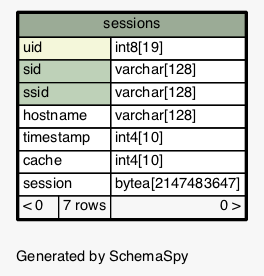 sessions
uid int8[19]
sid varchar[128]
ssid varchar[128]
hostname varchar[128]
timestamp int4[10]
cache int4[10]
session bytea[2147483647]
< 0 7 rows 0 >
Generated by SchemaSpy